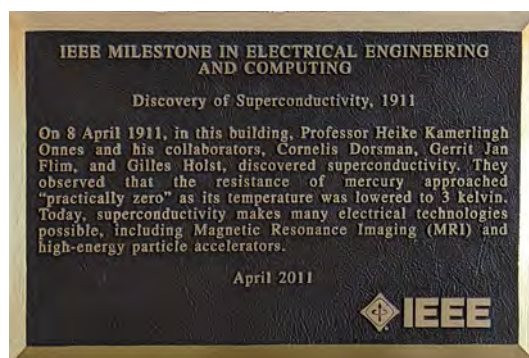 IEEE MILESTONE IN ELECTRICAL ENGINEERING
AND COMPUTING
Discovery of Superconductivity, 1911
On 8 April 1911, in this building, Professor Heike Kamerlingh
Onnes and his collaborators, Cornelis Dorsman, Gerrit Jan
Flim, and Gilles Holst, discovered superconductivity. They
observed that the resistance of mercury approached
"practically zero" as its temperature was lowered to 3 kelvin.
Today, superconductivity makes many electrical technologies
possible, including Magnetic Resonance Imaging (MRI) and
high-energy particle accelerators.
April 2011
IEEE